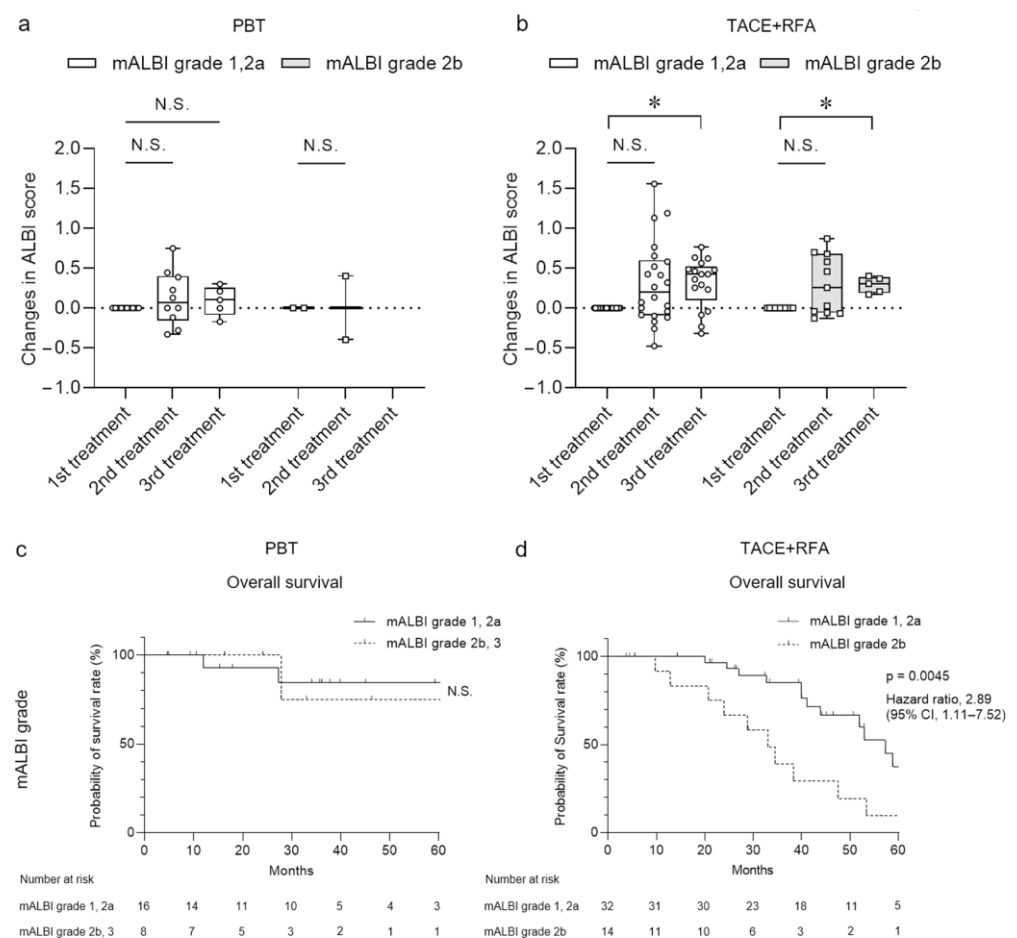 a
PBT
mALBI grade 1,2a
mALBI grade 2b
N.S.
N.S.
N.S.
Changes in ALBI score
2.0
1.5
1.0
0.5
0.0
−0.5
−1.0
1st treatment
2nd treatment
3rd treatment
1st treatment
2nd treatment
3rd treatment
b
TACE+RFA
mALBI grade 1,2a
mALBI grade 2b
*
*
N.S.
N.S.
Changes in ALBI score
2.0
1.5
1.0
0.5
0.0
−0.5
−1.0
1st treatment
2nd treatment
3rd treatment
1st treatment
2nd treatment
3rd treatment
mALBI grade
c
PBT
Overall survival
mALBI grade 1, 2a
mALBI grade 2b, 3
N.S.
Probability of survival rate (%)
100
50
0
0 10 20 30 40 50 60
Months
Number at risk
mALBI grade 1, 2a 16 14 11 10 5 4 3
mALBI grade 2b, 3 8 7 5 3 2 1 1
d
TACE+RFA
Overall survival
mALBI grade 1, 2a
mALBI grade 2b
p = 0.0045
Hazard ratio, 2.89
(95% CI, 1.11–7.52)
Probability of Survival rate (%)
100
50
0
0 10 20 30 40 50 60
Months
Number at risk
mALBI grade 1, 2a 32 31 30 23 18 11 5
mALBI grade 2b 14 11 10 6 3 2 1